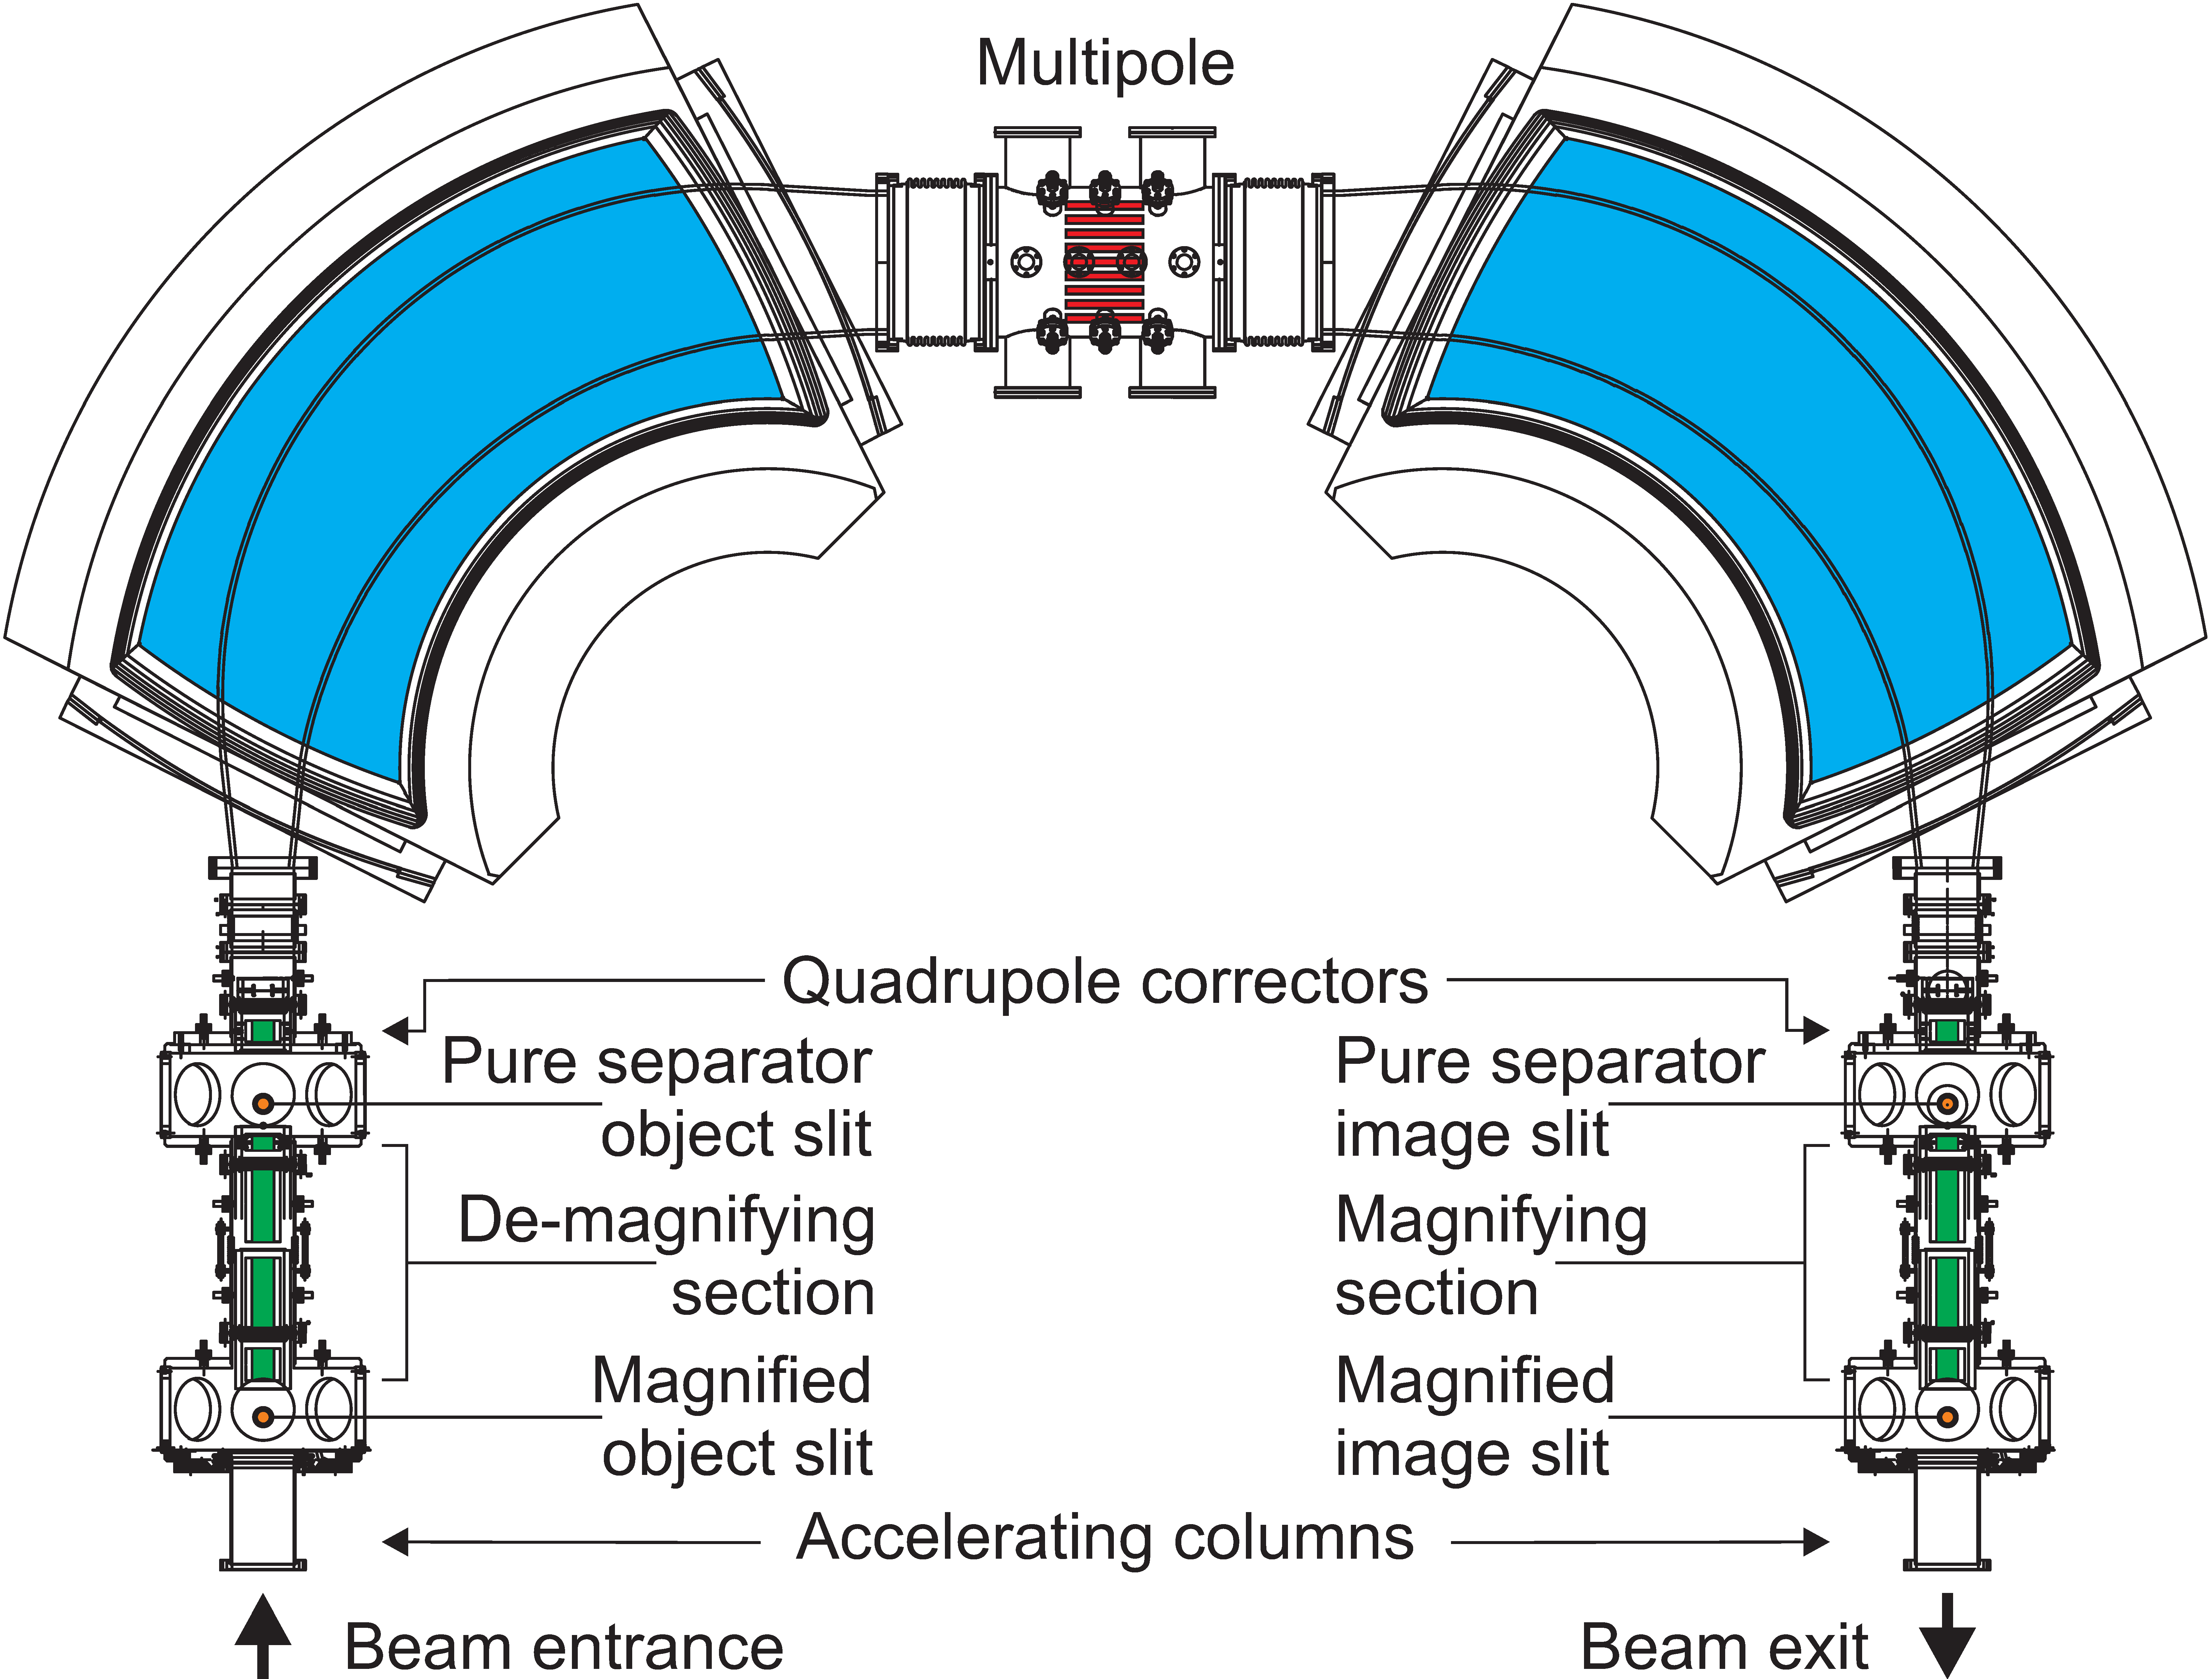 Multipole
Quadrupole correctors
Pure separator
object slit
Pure separator
image slit
De-magnifying
section
Magnifying
section
Magnified
object slit
Magnified
image slit
Accelerating columns
Beam entrance
Beam exit